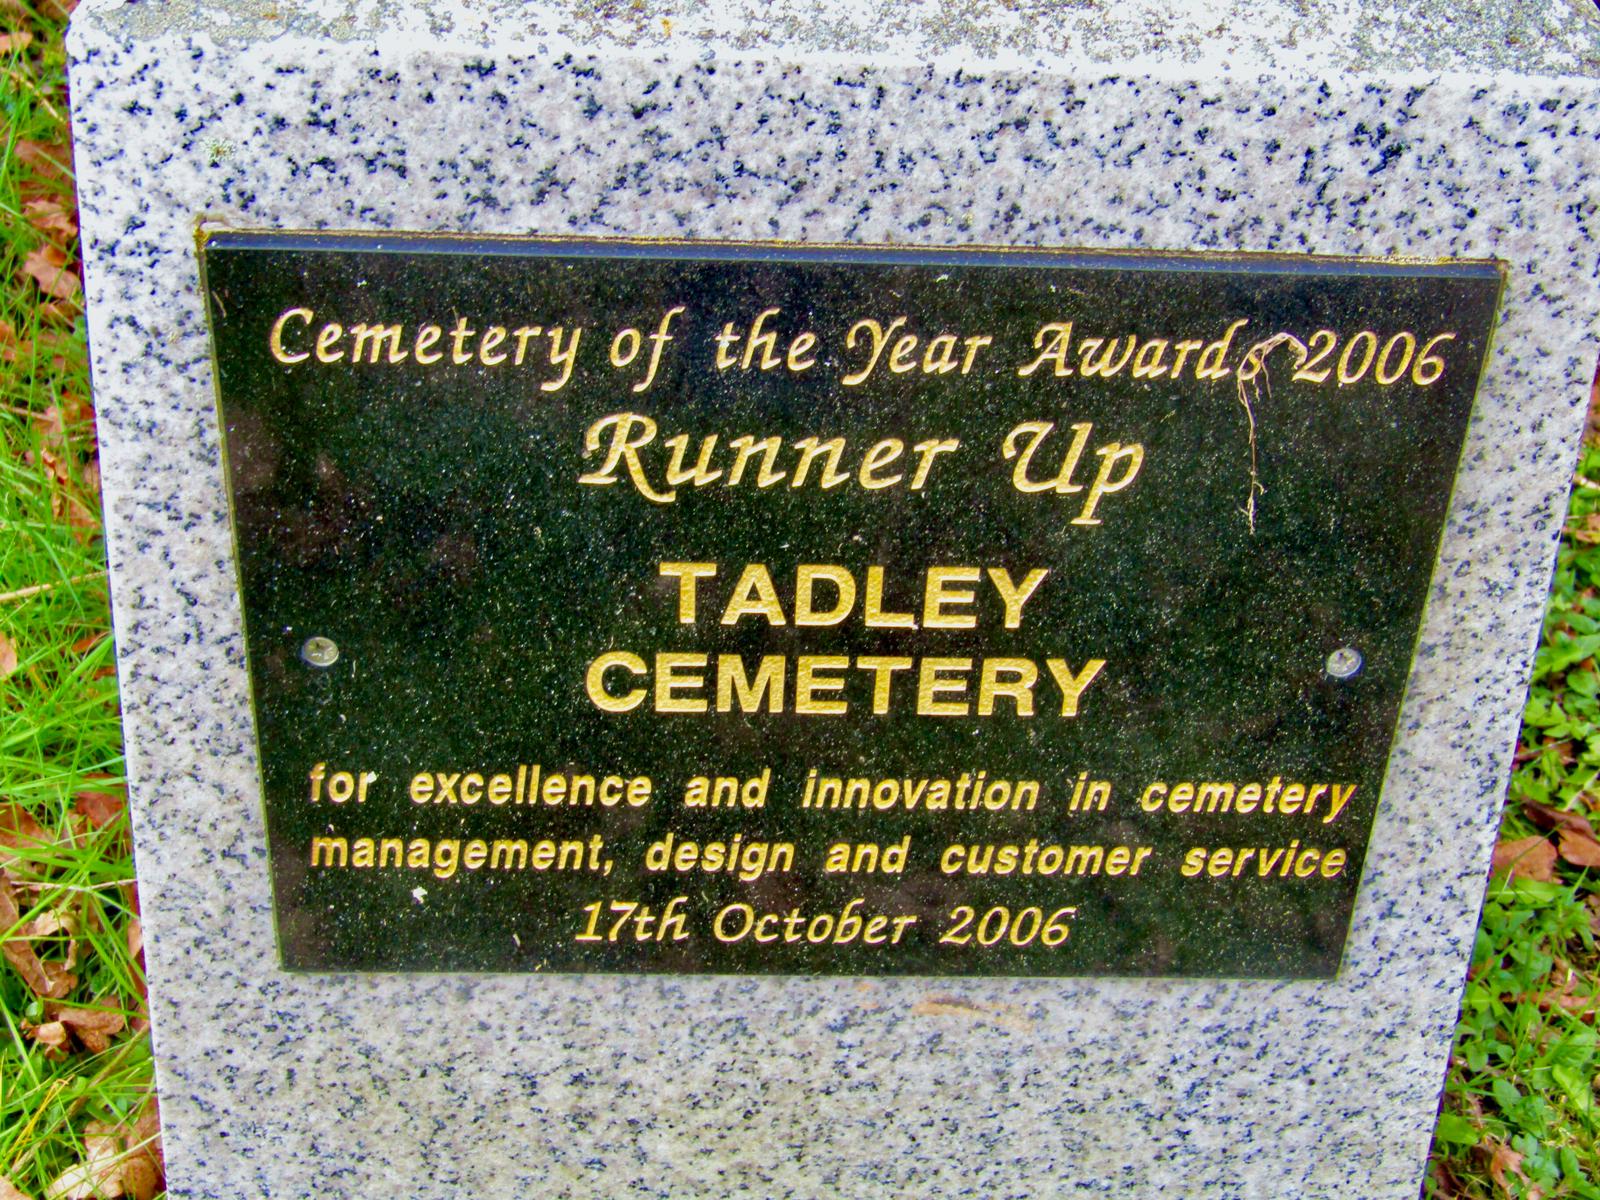 Cemetery of the Year Awards 2006
Runner Up
TADLEY
CEMETERY
for excellence and innovation in cemetery
management, design and customer service
17th October 2006